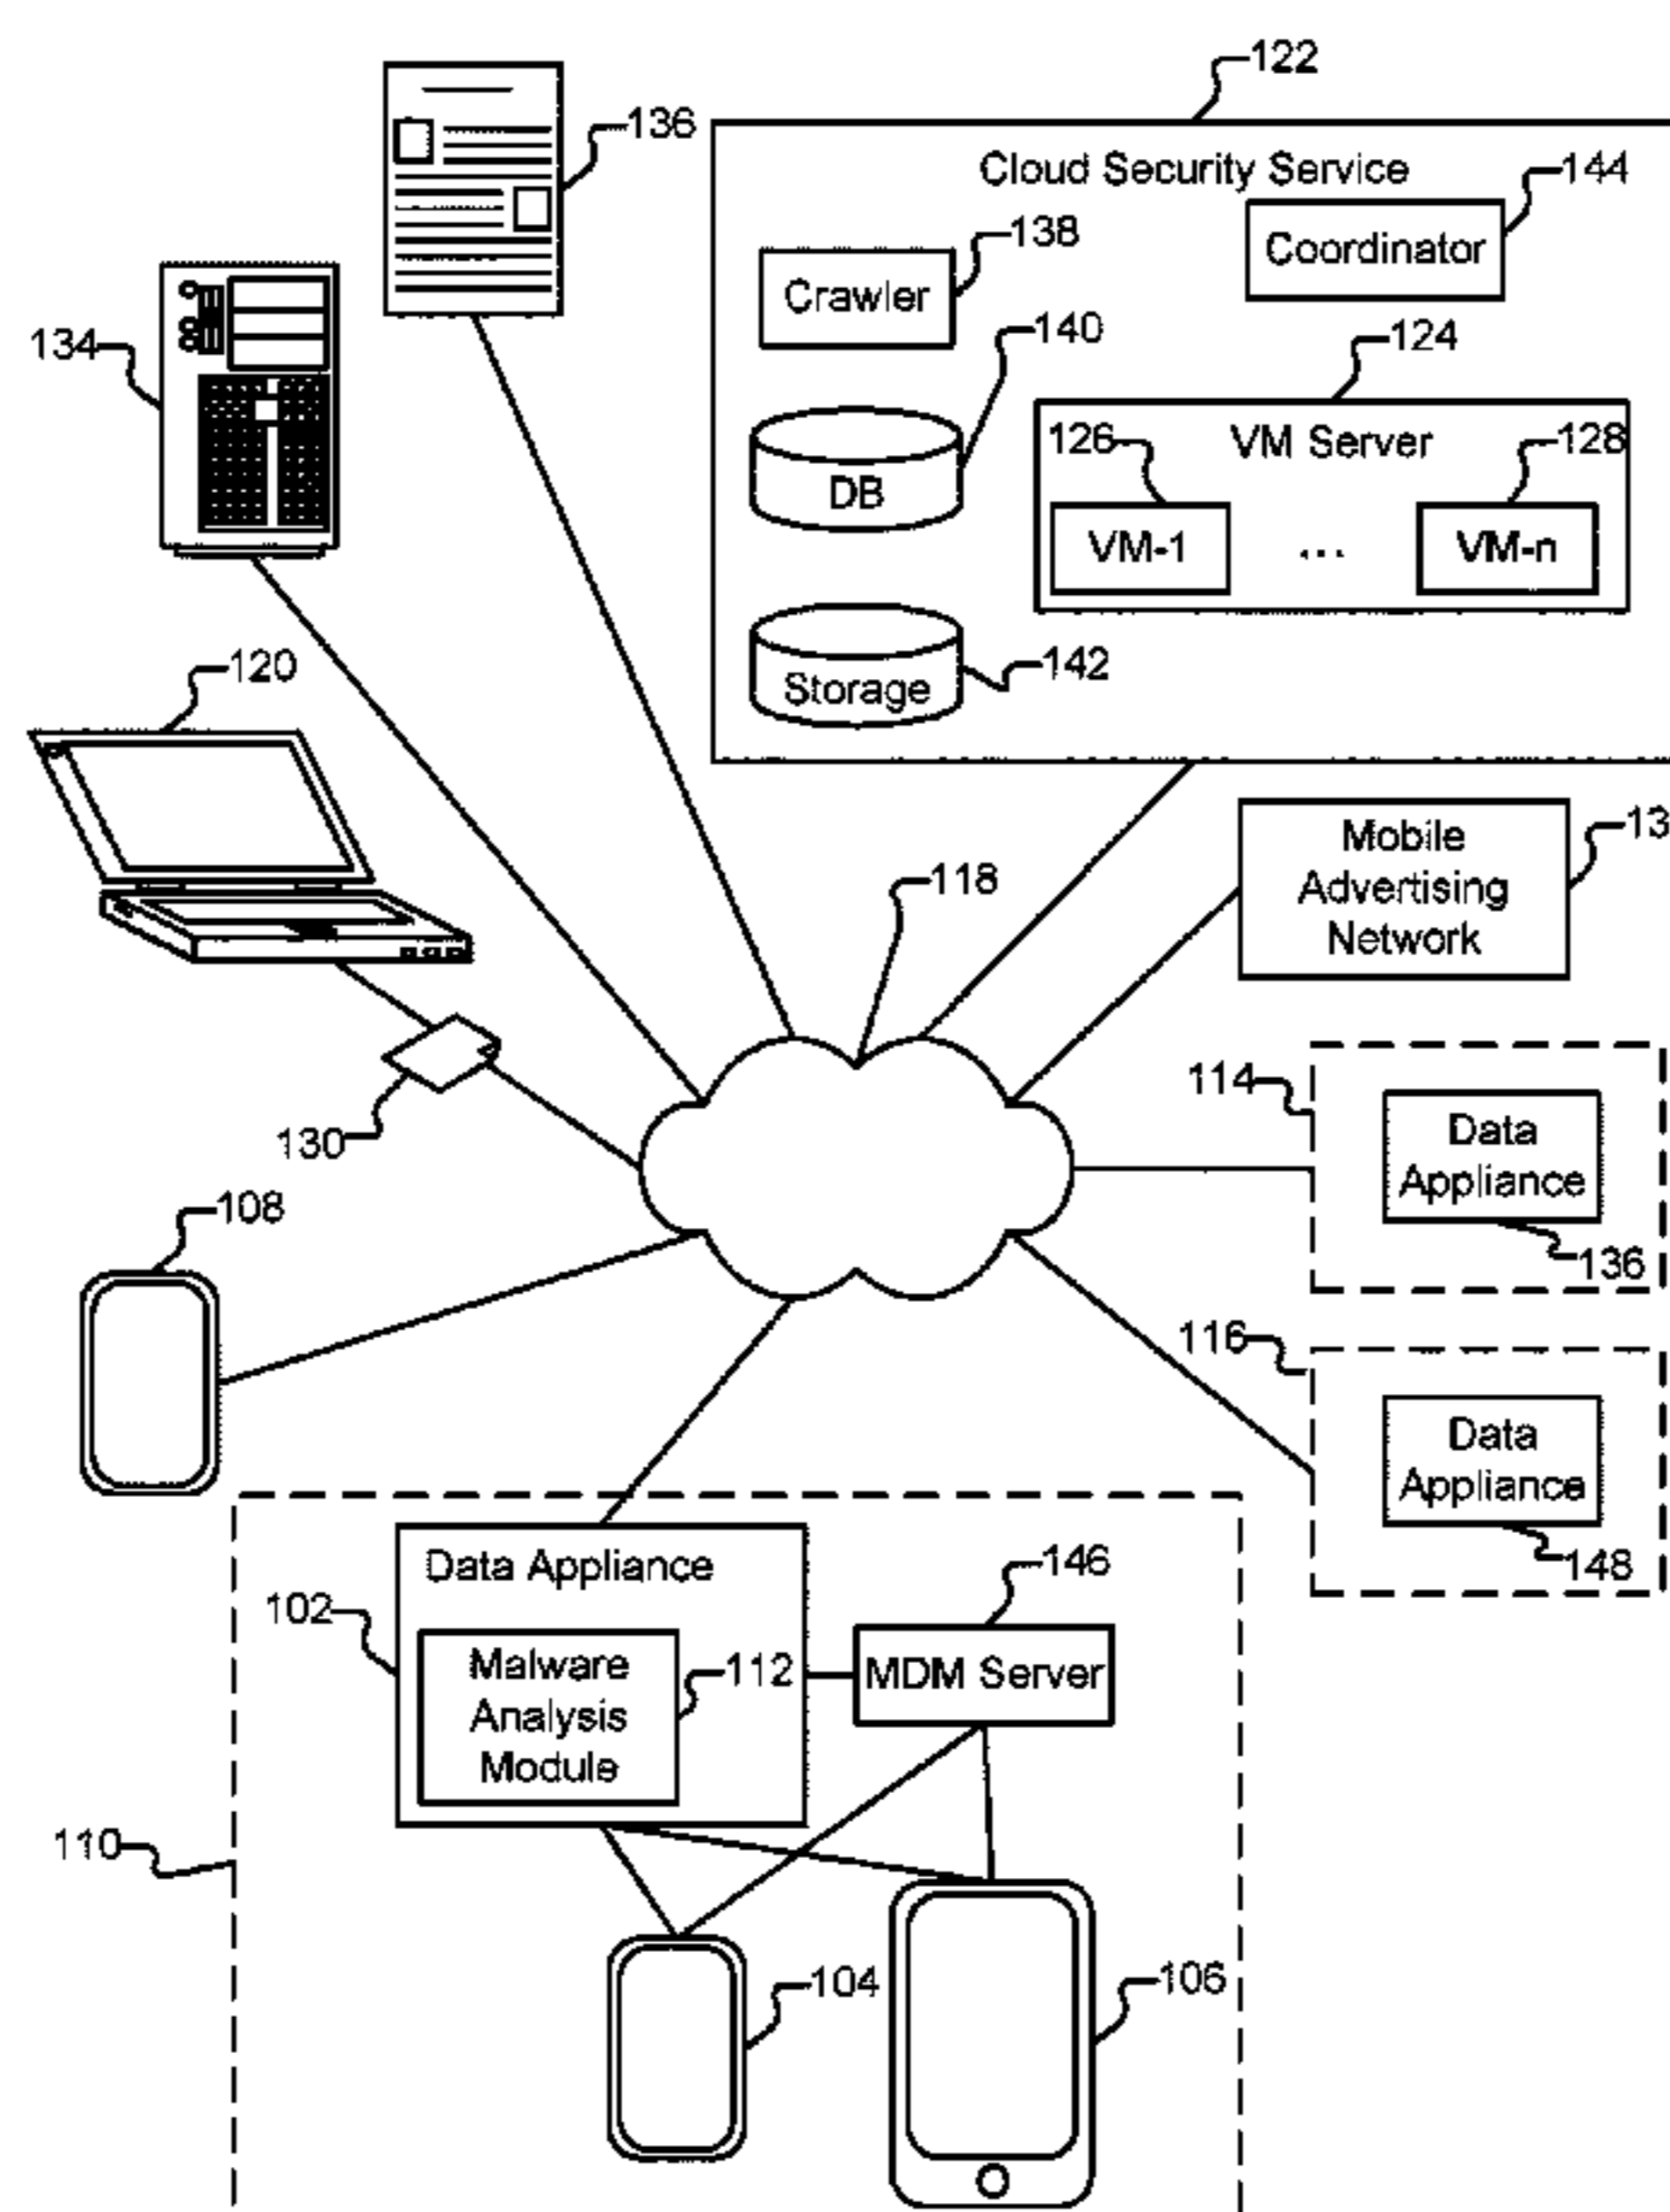 122
136
Cloud Security Service
144
Coordinator
138
Crawler
134
140
124
DB
126
VM Server
128
VM-1
...
VM-n
120
142
Storage
Mobile
Advertising
Network
13
118
114
Data
Appliance
136
130
108
116
Data
Appliance
148
Data Appliance
146
102
Malware
Analysis
Module
112
MDM Server
110
104
106